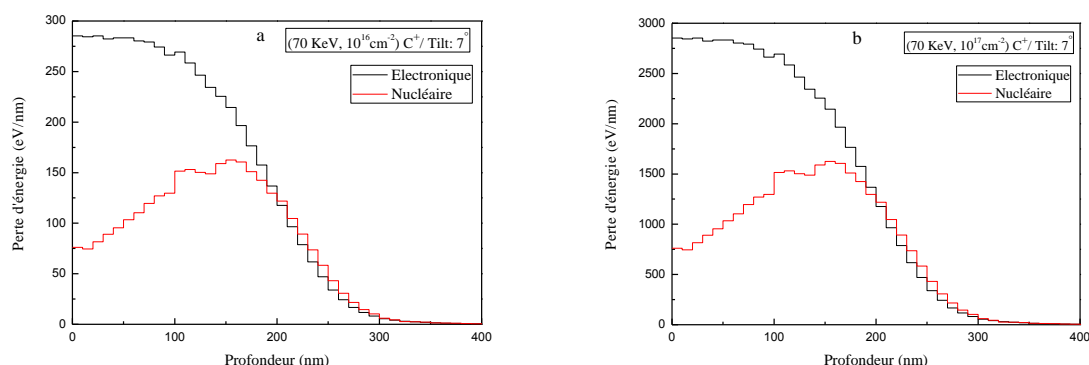 a
(70 KeV, 10¹⁶cm⁻²) C⁺/ Tilt: 7°
Electronique
Nucléaire
300
250
200
150
100
50
0
Perte d'énergie (eV/nm)
0 100 200 300 400
Profondeur (nm)
b
(70 KeV, 10¹⁷cm⁻²) C⁺/ Tilt: 7°
Electronique
Nucléaire
3000
2500
2000
1500
1000
500
0
Perte d'énergie (eV/nm)
0 100 200 300 400
Profondeur (nm)